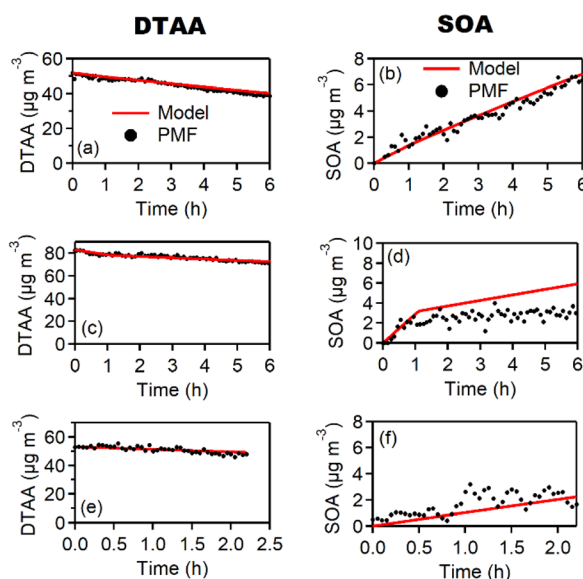 DTAA SOA
60
40
20
0
DTAA (µg m⁻³)
Model
PMF
(a)
0 1 2 3 4 5 6
Time (h)
8
6
4
2
0
SOA (µg m⁻³)
(b)
Model
PMF
0 1 2 3 4 5 6
Time (h)
80
60
40
20
0
DTAA (µg m⁻³)
(c)
0 1 2 3 4 5 6
Time (h)
10
8
6
4
2
0
SOA (µg m⁻³)
(d)
0 1 2 3 4 5 6
Time (h)
60
40
20
0
DTAA (µg m⁻³)
(e)
0.0 0.5 1.0 1.5 2.0 2.5
Time (h)
8
6
4
2
0
SOA (µg m⁻³)
(f)
0.0 0.5 1.0 1.5 2.0
Time (h)